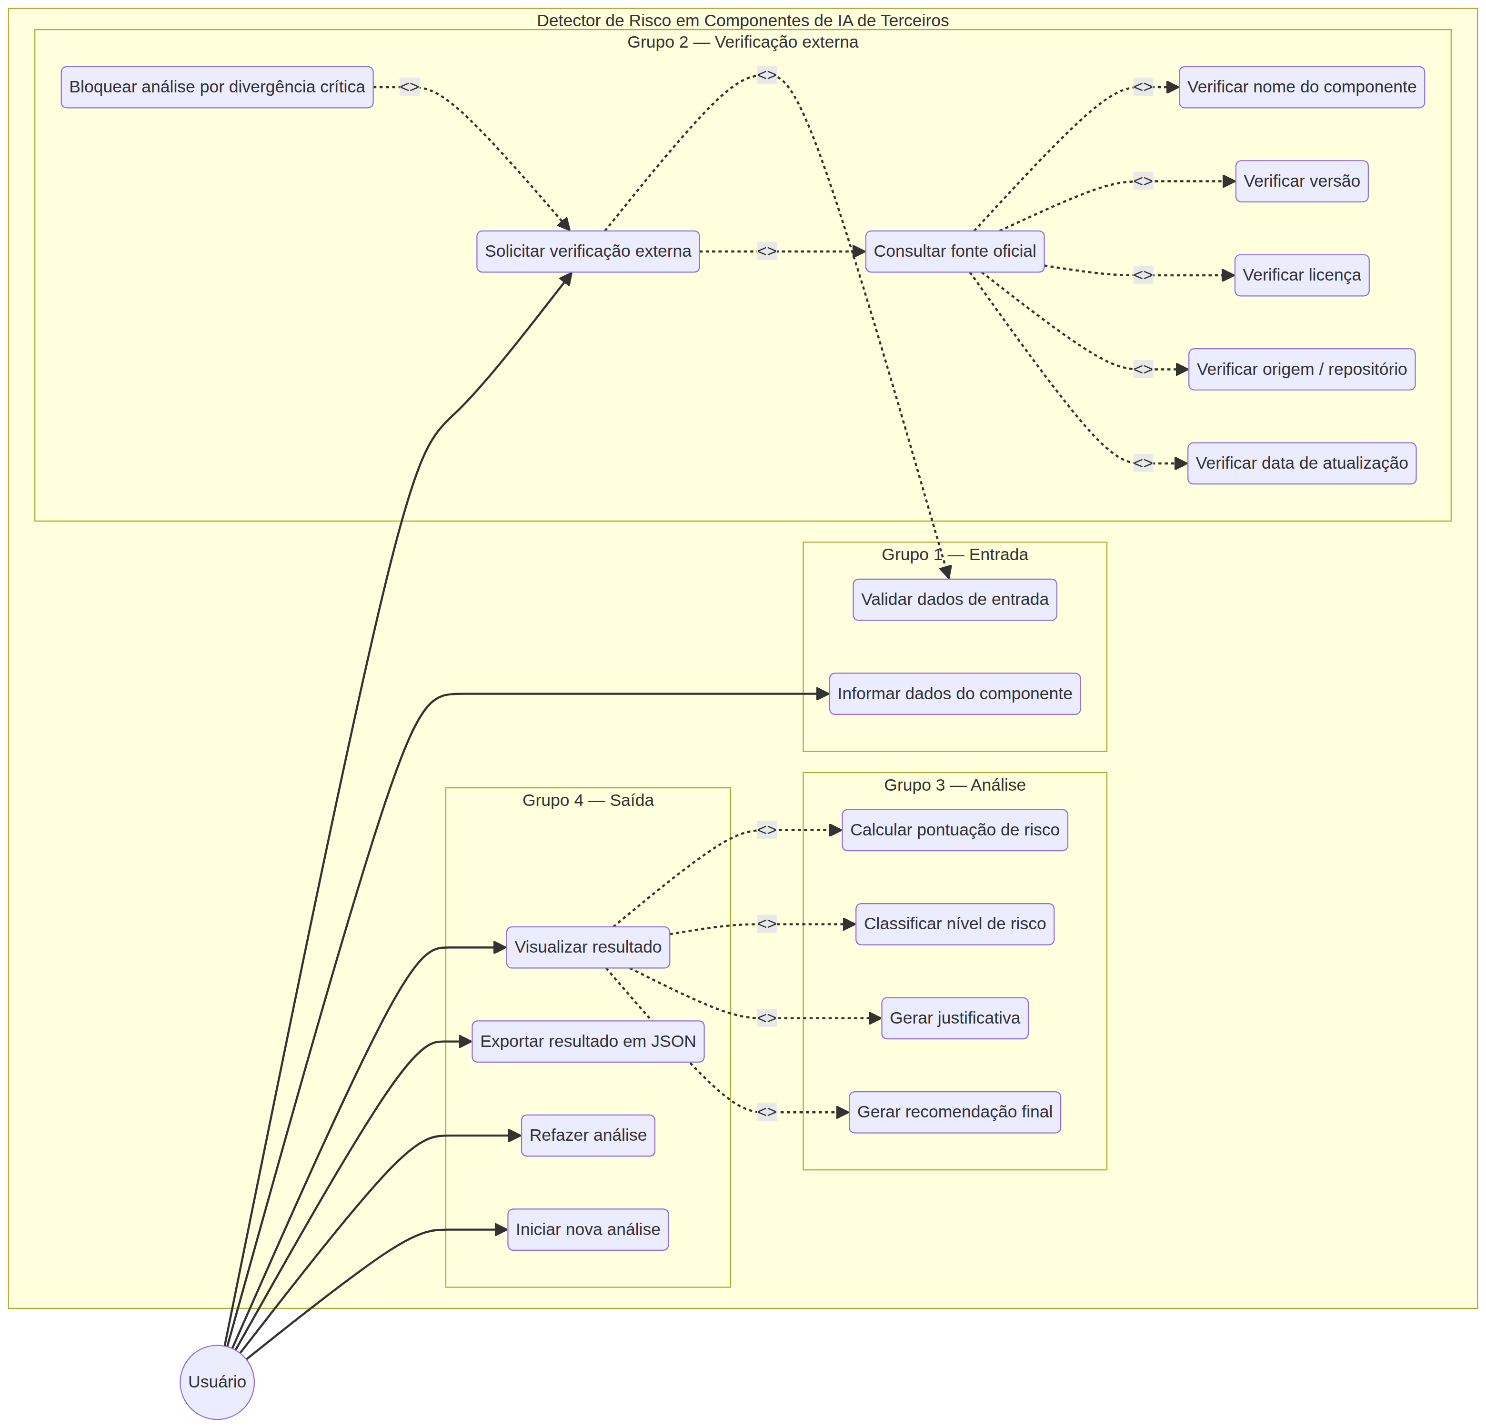 Detector de Risco em Componentes de IA de Terceiros
Grupo 2 — Verificação externa
Bloquear análise por divergência crítica
<>
<>
<>
Verificar nome do componente
<>
Verificar versão
Solicitar verificação externa
<>
Consultar fonte oficial
<>
Verificar licença
<>
Verificar origem / repositório
<>
Verificar data de atualização
Grupo 1 — Entrada
Validar dados de entrada
Informar dados do componente
Grupo 4 — Saída
Grupo 3 — Análise
<>
Calcular pontuação de risco
<>
Classificar nível de risco
Visualizar resultado
<>
Gerar justificativa
Exportar resultado em JSON
<>
Gerar recomendação final
Refazer análise
Iniciar nova análise
Usuário